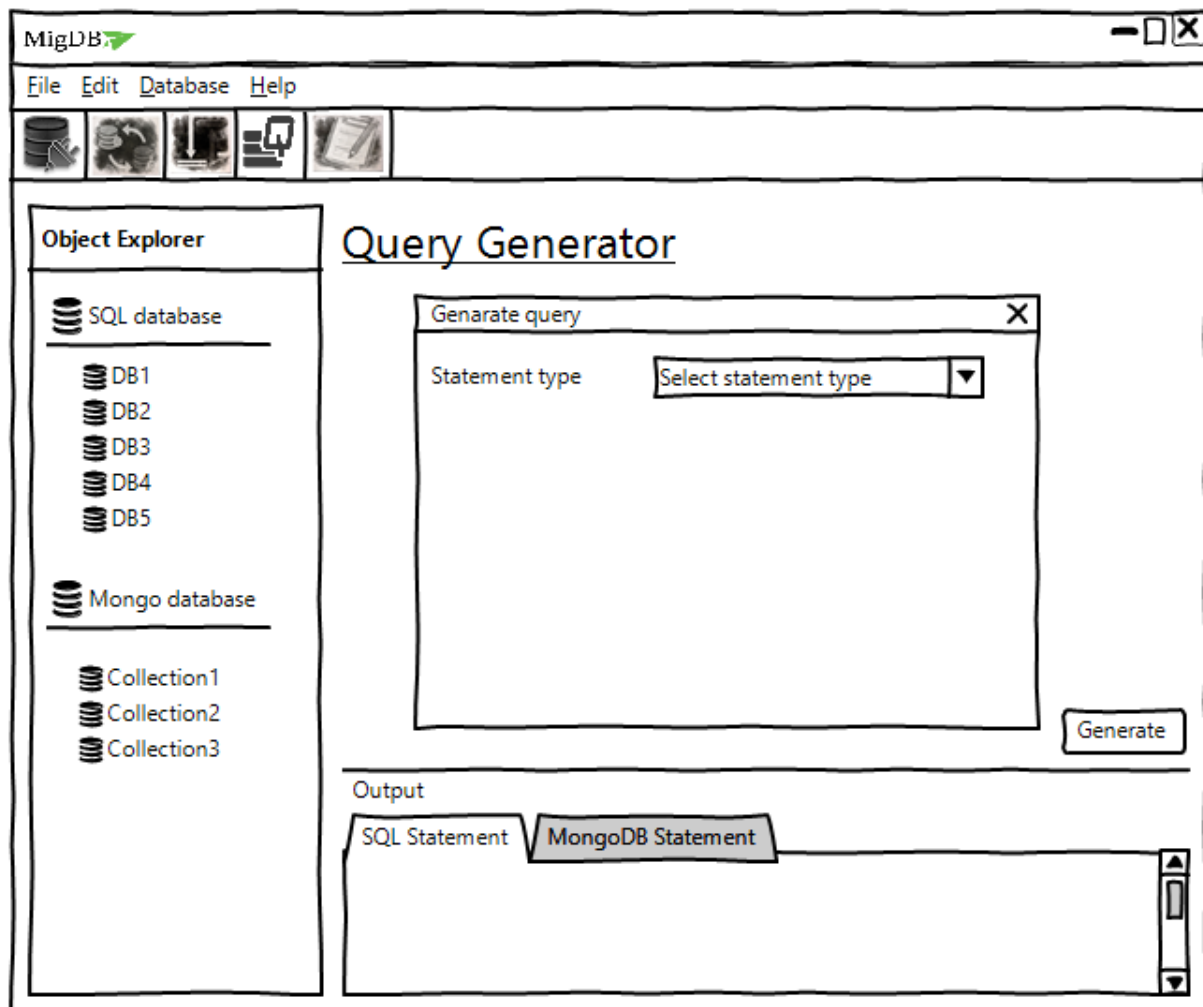 MigDB
File Edit Database Help
Object Explorer
SQL database
DB1
DB2
DB3
DB4
DB5
Mongo database
Collection1
Collection2
Collection3
Query Generator
Genarate query
Statement type
Select statement type
Generate
Output
SQL Statement
MongoDB Statement